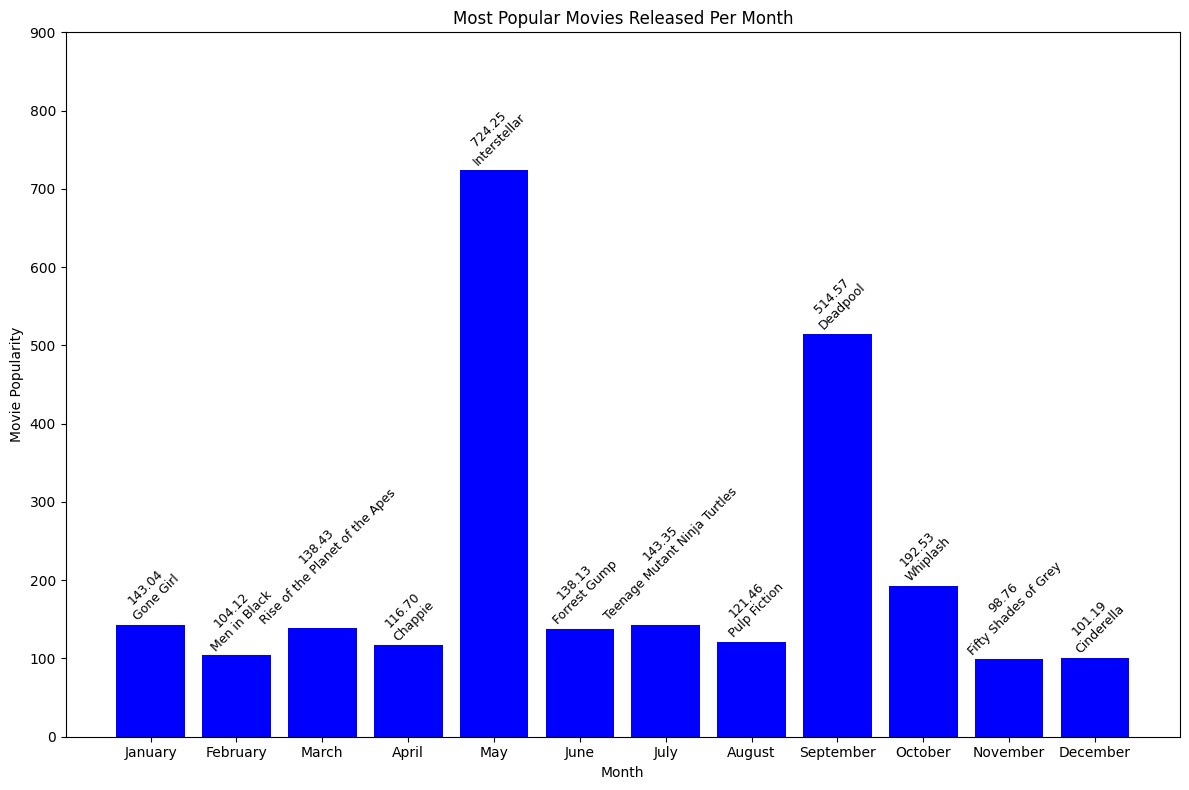 Most Popular Movies Released Per Month
900
800
700
600
500
400
300
200
100
0
Movie Popularity
143.04
Gone Girl
104.12
Men in Black
138.43
Rise of the Planet of the Apes
116.70
Chappie
724.25
Interstellar
138.13
Forrest Gump
143.35
Teenage Mutant Ninja Turtles
121.46
Pulp Fiction
514.57
Deadpool
192.53
Whiplash
98.76
Fifty Shades of Grey
101.19
Cinderella
January February March April May June July August September October November December
Month